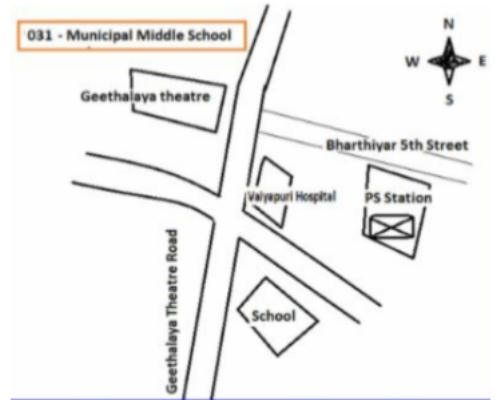 031 - Municipal Middle School
N
W E
S
Geethalaya theatre
Bharthiyar 5th Street
Vaiyapuri Hospital
PS Station
School
Geethalaya Theatre Road